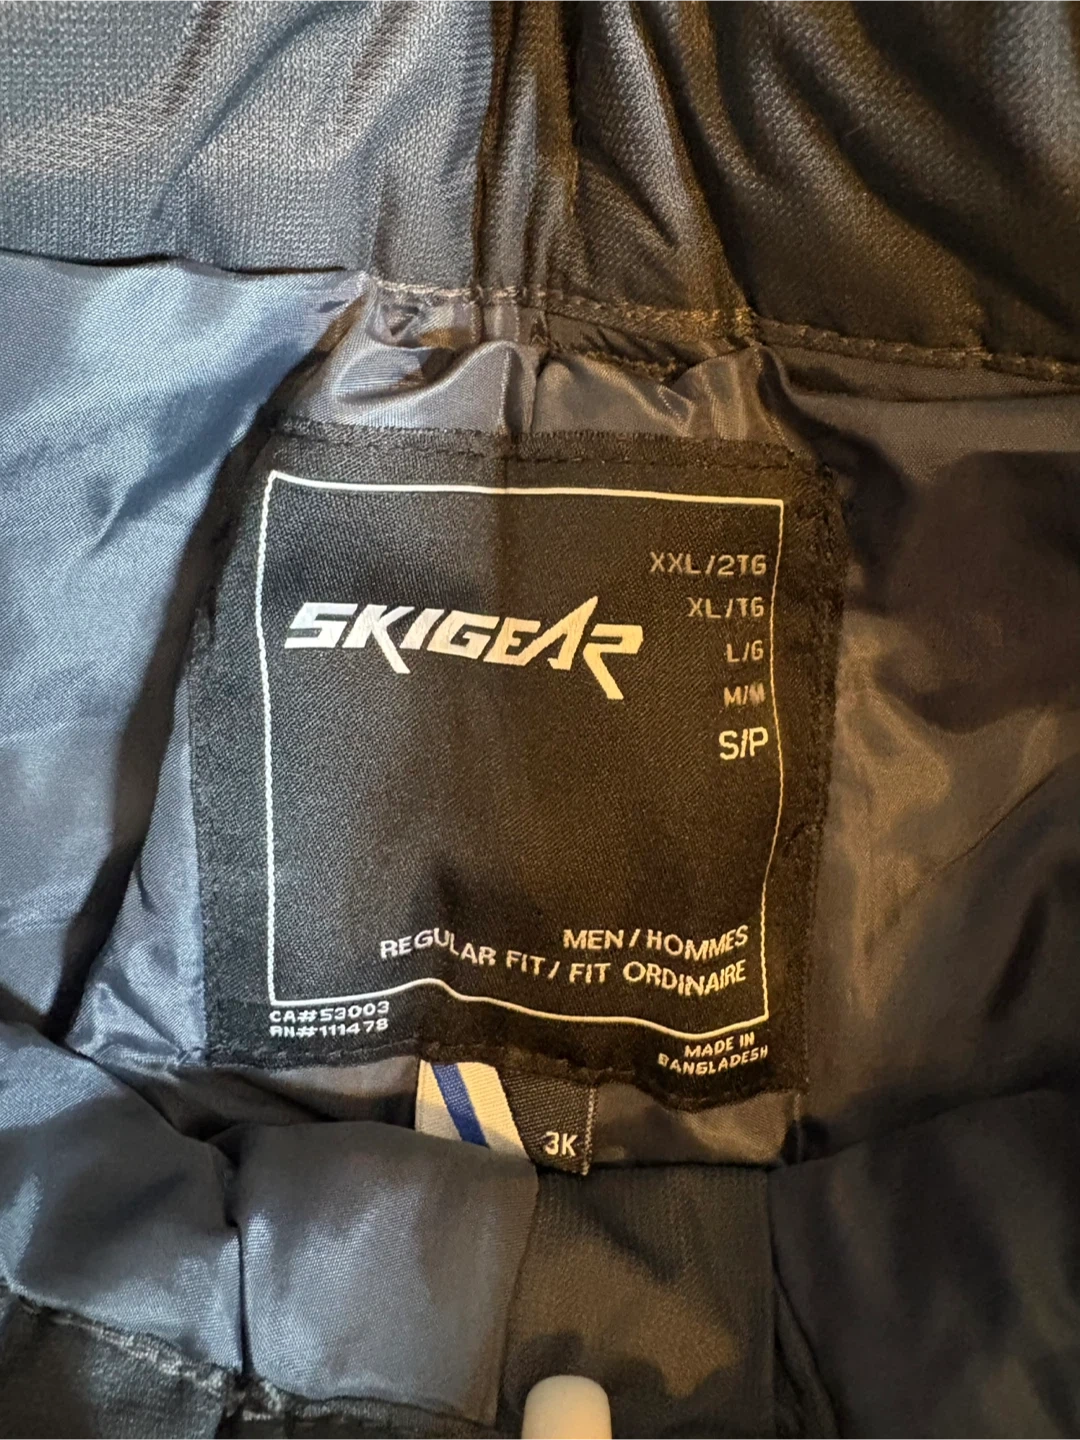 XXL/2TG
XL/TG
L/G
M/M
S/P
SKIGEAR
MEN/HOMMES
REGULAR FIT/FIT ORDINAIRE
CA#53003
RN#111478
MADE IN
BANGLADESH
3K